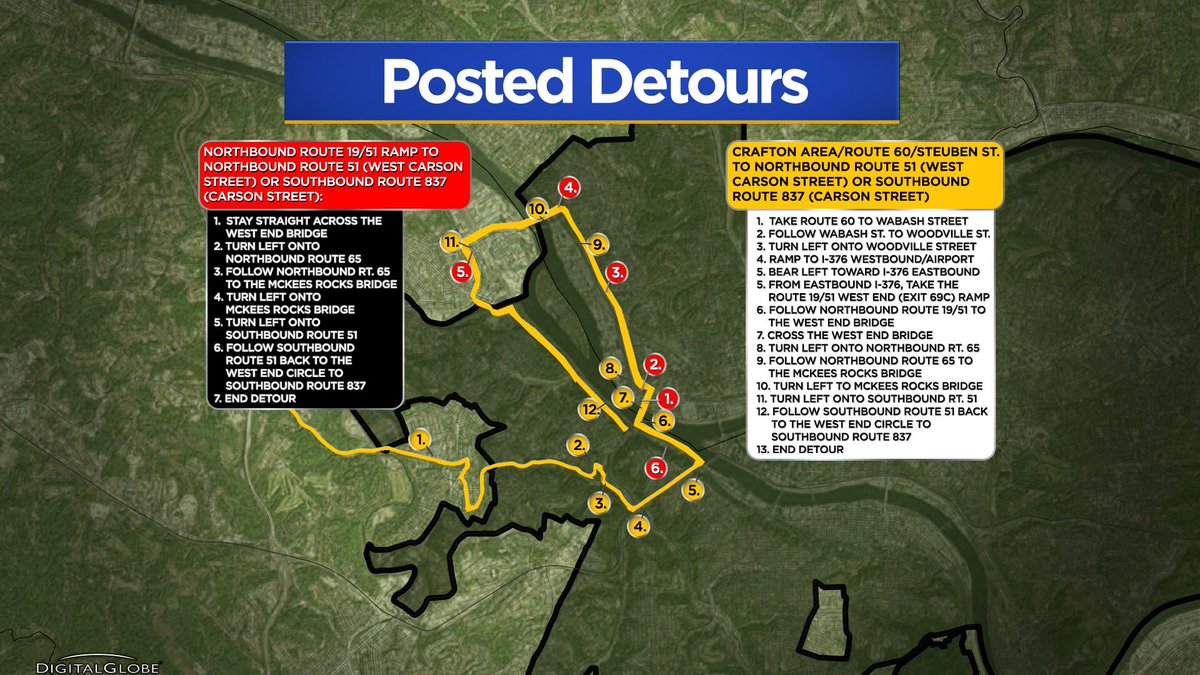 Posted Detours
NORTHBOUND ROUTE 19/51 RAMP TO
NORTHBOUND ROUTE 51 (WEST CARSON
STREET) OR SOUTHBOUND ROUTE 837
(CARSON STREET):
1. STAY STRAIGHT ACROSS THE
WEST END BRIDGE
2. TURN LEFT ONTO
NORTHBOUND ROUTE 65
3. FOLLOW NORTHBOUND RT. 65
TO THE MCKEES ROCKS BRIDGE
4. TURN LEFT ONTO
MCKEES ROCKS BRIDGE
5. TURN LEFT ONTO
SOUTHBOUND ROUTE 51
6. FOLLOW SOUTHBOUND
ROUTE 51 BACK TO THE
WEST END CIRCLE TO
SOUTHBOUND ROUTE 837
7. END DETOUR
CRAFTON AREA/ROUTE 60/STEUBEN ST.
TO NORTHBOUND ROUTE 51 (WEST
CARSON STREET) OR SOUTHBOUND
ROUTE 837 (CARSON STREET)
1. TAKE ROUTE 60 TO WABASH STREET
2. FOLLOW WABASH ST. TO WOODVILLE ST.
3. TURN LEFT ONTO WOODVILLE STREET
4. RAMP TO I-376 WESTBOUND/AIRPORT
5. BEAR LEFT TOWARD I-376 EASTBOUND
5. FROM EASTBOUND I-376, TAKE THE
ROUTE 19/51 WEST END (EXIT 69C) RAMP
6. FOLLOW NORTHBOUND ROUTE 19/51 TO
THE WEST END BRIDGE
7. CROSS THE WEST END BRIDGE
8. TURN LEFT ONTO NORTHBOUND RT. 65
9. FOLLOW NORTHBOUND ROUTE 65 TO
THE MCKEES ROCKS BRIDGE
10. TURN LEFT TO MCKEES ROCKS BRIDGE
11. TURN LEFT ONTO SOUTHBOUND RT. 51
12. FOLLOW SOUTHBOUND ROUTE 51 BACK
TO THE WEST END CIRCLE TO
SOUTHBOUND ROUTE 837
13. END DETOUR
4.
10.
11.
9.
5.
3.
2.
8.
7.
1.
12.
6.
1.
2.
6.
5.
3.
4.
DIGITALGLOBE